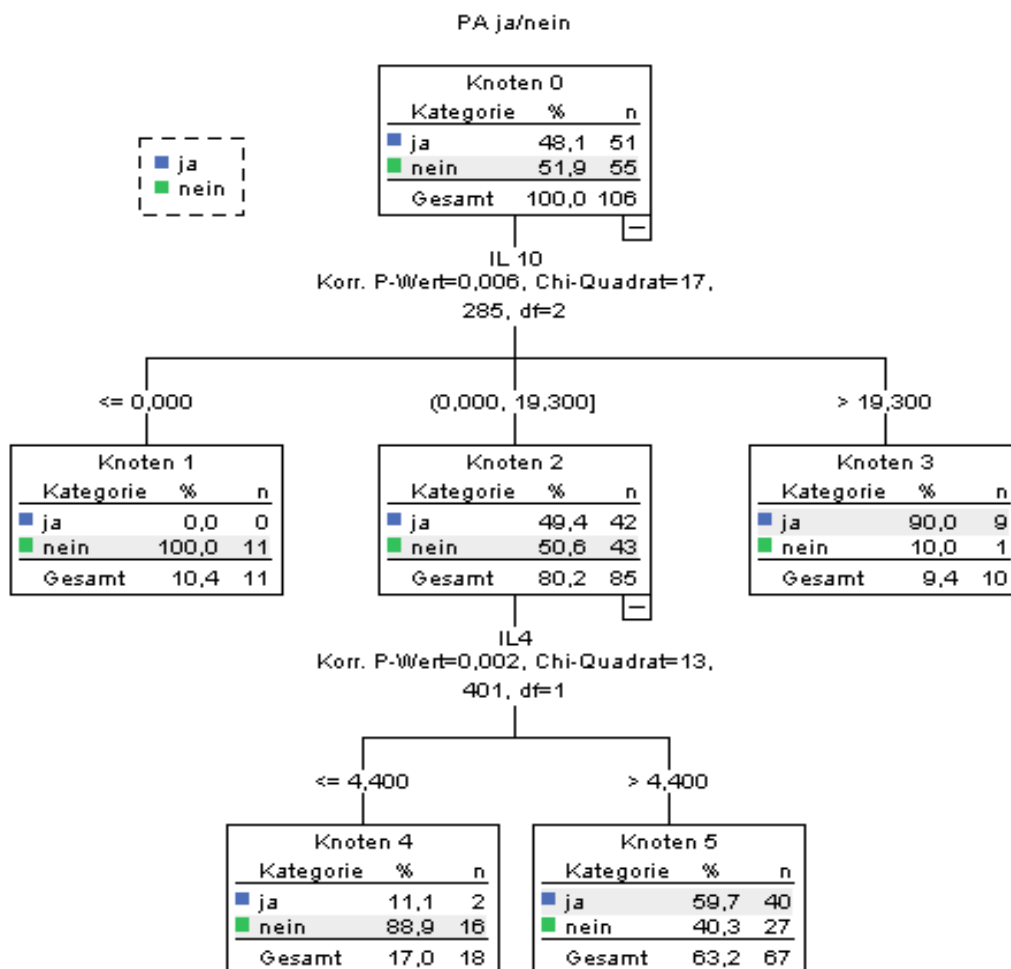 PA ja/nein
ja
nein
Knoten 0
Kategorie % n
ja 48,1 51
nein 51,9 55
Gesamt 100,0 106
IL 10
Korr. P-Wert=0,006, Chi-Quadrat=17,
285, df=2
<= 0,000
(0,000, 19,300]
> 19,300
Knoten 1
Kategorie % n
ja 0,0 0
nein 100,0 11
Gesamt 10,4 11
Knoten 2
Kategorie % n
ja 49,4 42
nein 50,6 43
Gesamt 80,2 85
Knoten 3
Kategorie % n
ja 90,0 9
nein 10,0 1
Gesamt 9,4 10
IL4
Korr. P-Wert=0,002, Chi-Quadrat=13,
401, df=1
<= 4,400
> 4,400
Knoten 4
Kategorie % n
ja 11,1 2
nein 88,9 16
Gesamt 17,0 18
Knoten 5
Kategorie % n
ja 59,7 40
nein 40,3 27
Gesamt 63,2 67